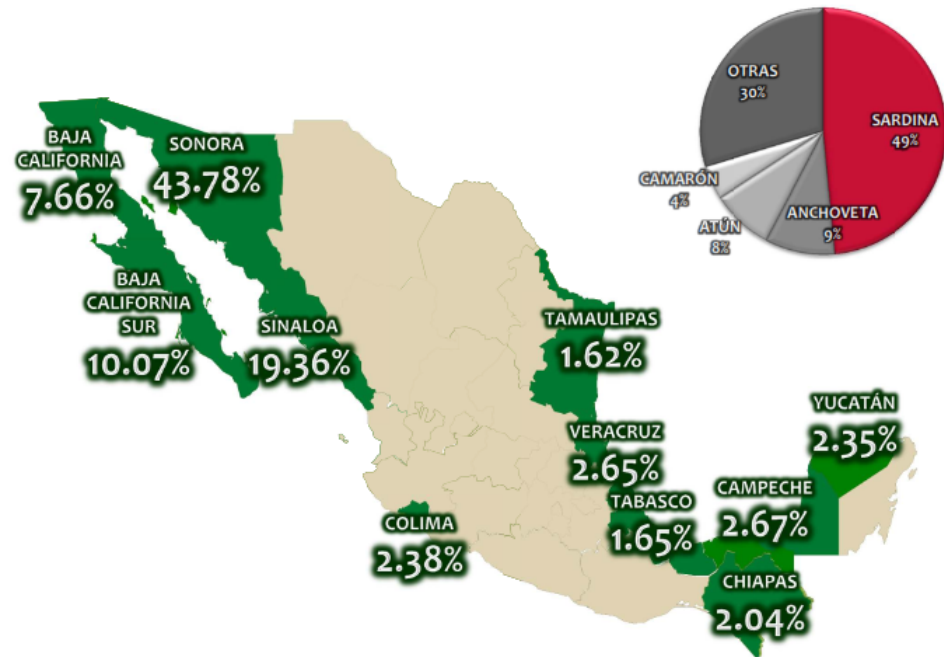 OTRAS
30%
SARDINA
49%
CAMARÓN
4%
ATÚN
8%
ANCHOVETA
9%
BAJA
CALIFORNIA
7.66%
SONORA
43.78%
BAJA
CALIFORNIA
SUR
10.07%
SINALOA
19.36%
TAMAULIPAS
1.62%
YUCATÁN
2.35%
VERACRUZ
2.65%
TABASCO
1.65%
CAMPECHE
2.67%
COLIMA
2.38%
CHIAPAS
2.04%